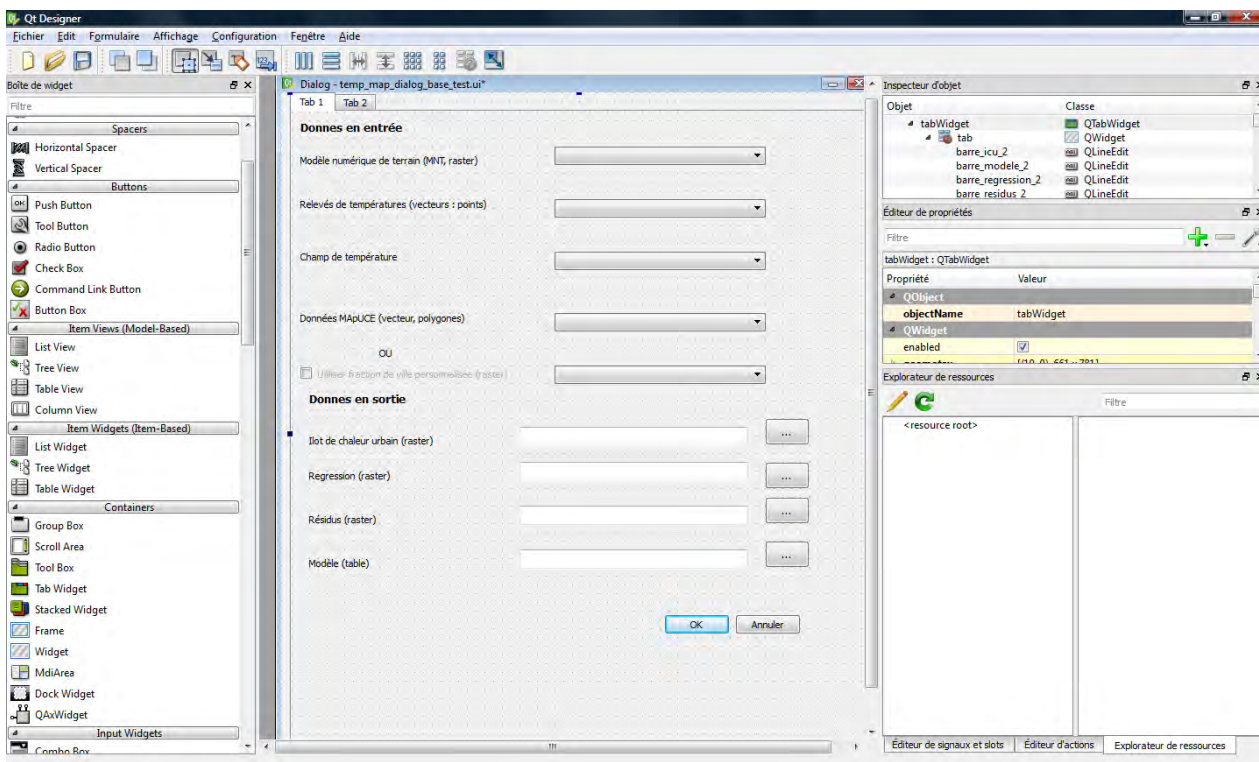 Qt Designer
Fichier Edit Formulaire Affichage Configuration Fenêtre Aide
Boîte de widget
Filtre
Spacers
Horizontal Spacer
Vertical Spacer
Buttons
Push Button
Tool Button
Radio Button
Check Box
Command Link Button
Button Box
Item Views (Model-Based)
List View
Tree View
Table View
Column View
Item Widgets (Item-Based)
List Widget
Tree Widget
Table Widget
Containers
Group Box
Scroll Area
Tool Box
Tab Widget
Stacked Widget
Frame
Widget
MdiArea
Dock Widget
QAxWidget
Input Widgets
Combo Box
Dialog - temp_map_dialog_base_test.ui*
Tab 1 Tab 2
Donnes en entrée
Modèle numérique de terrain (MNT, raster)
Relevés de températures (vecteurs : points)
Champ de température
Données MApUCE (vecteur, polygones)
OU
Utiliser fraction de ville personnalisée (raster)
Donnes en sortie
Ilot de chaleur urbain (raster) ...
Regression (raster) ...
Résidus (raster) ...
Modèle (table) ...
OK Annuler
Inspecteur d'objet
Objet Classe
tabWidget QTabWidget
tab QWidget
barre_icu_2 QLineEdit
barre_modele_2 QLineEdit
barre_regression_2 QLineEdit
barre_residus_2 QLineEdit
Éditeur de propriétés
Filtre
tabWidget : QTabWidget
Propriété Valeur
QObject
objectName tabWidget
QWidget
enabled
geometry [(10, 0), 661 x 781]
Explorateur de ressources
Filtre
<resource root>
Éditeur de signaux et slots Éditeur d'actions Explorateur de ressources